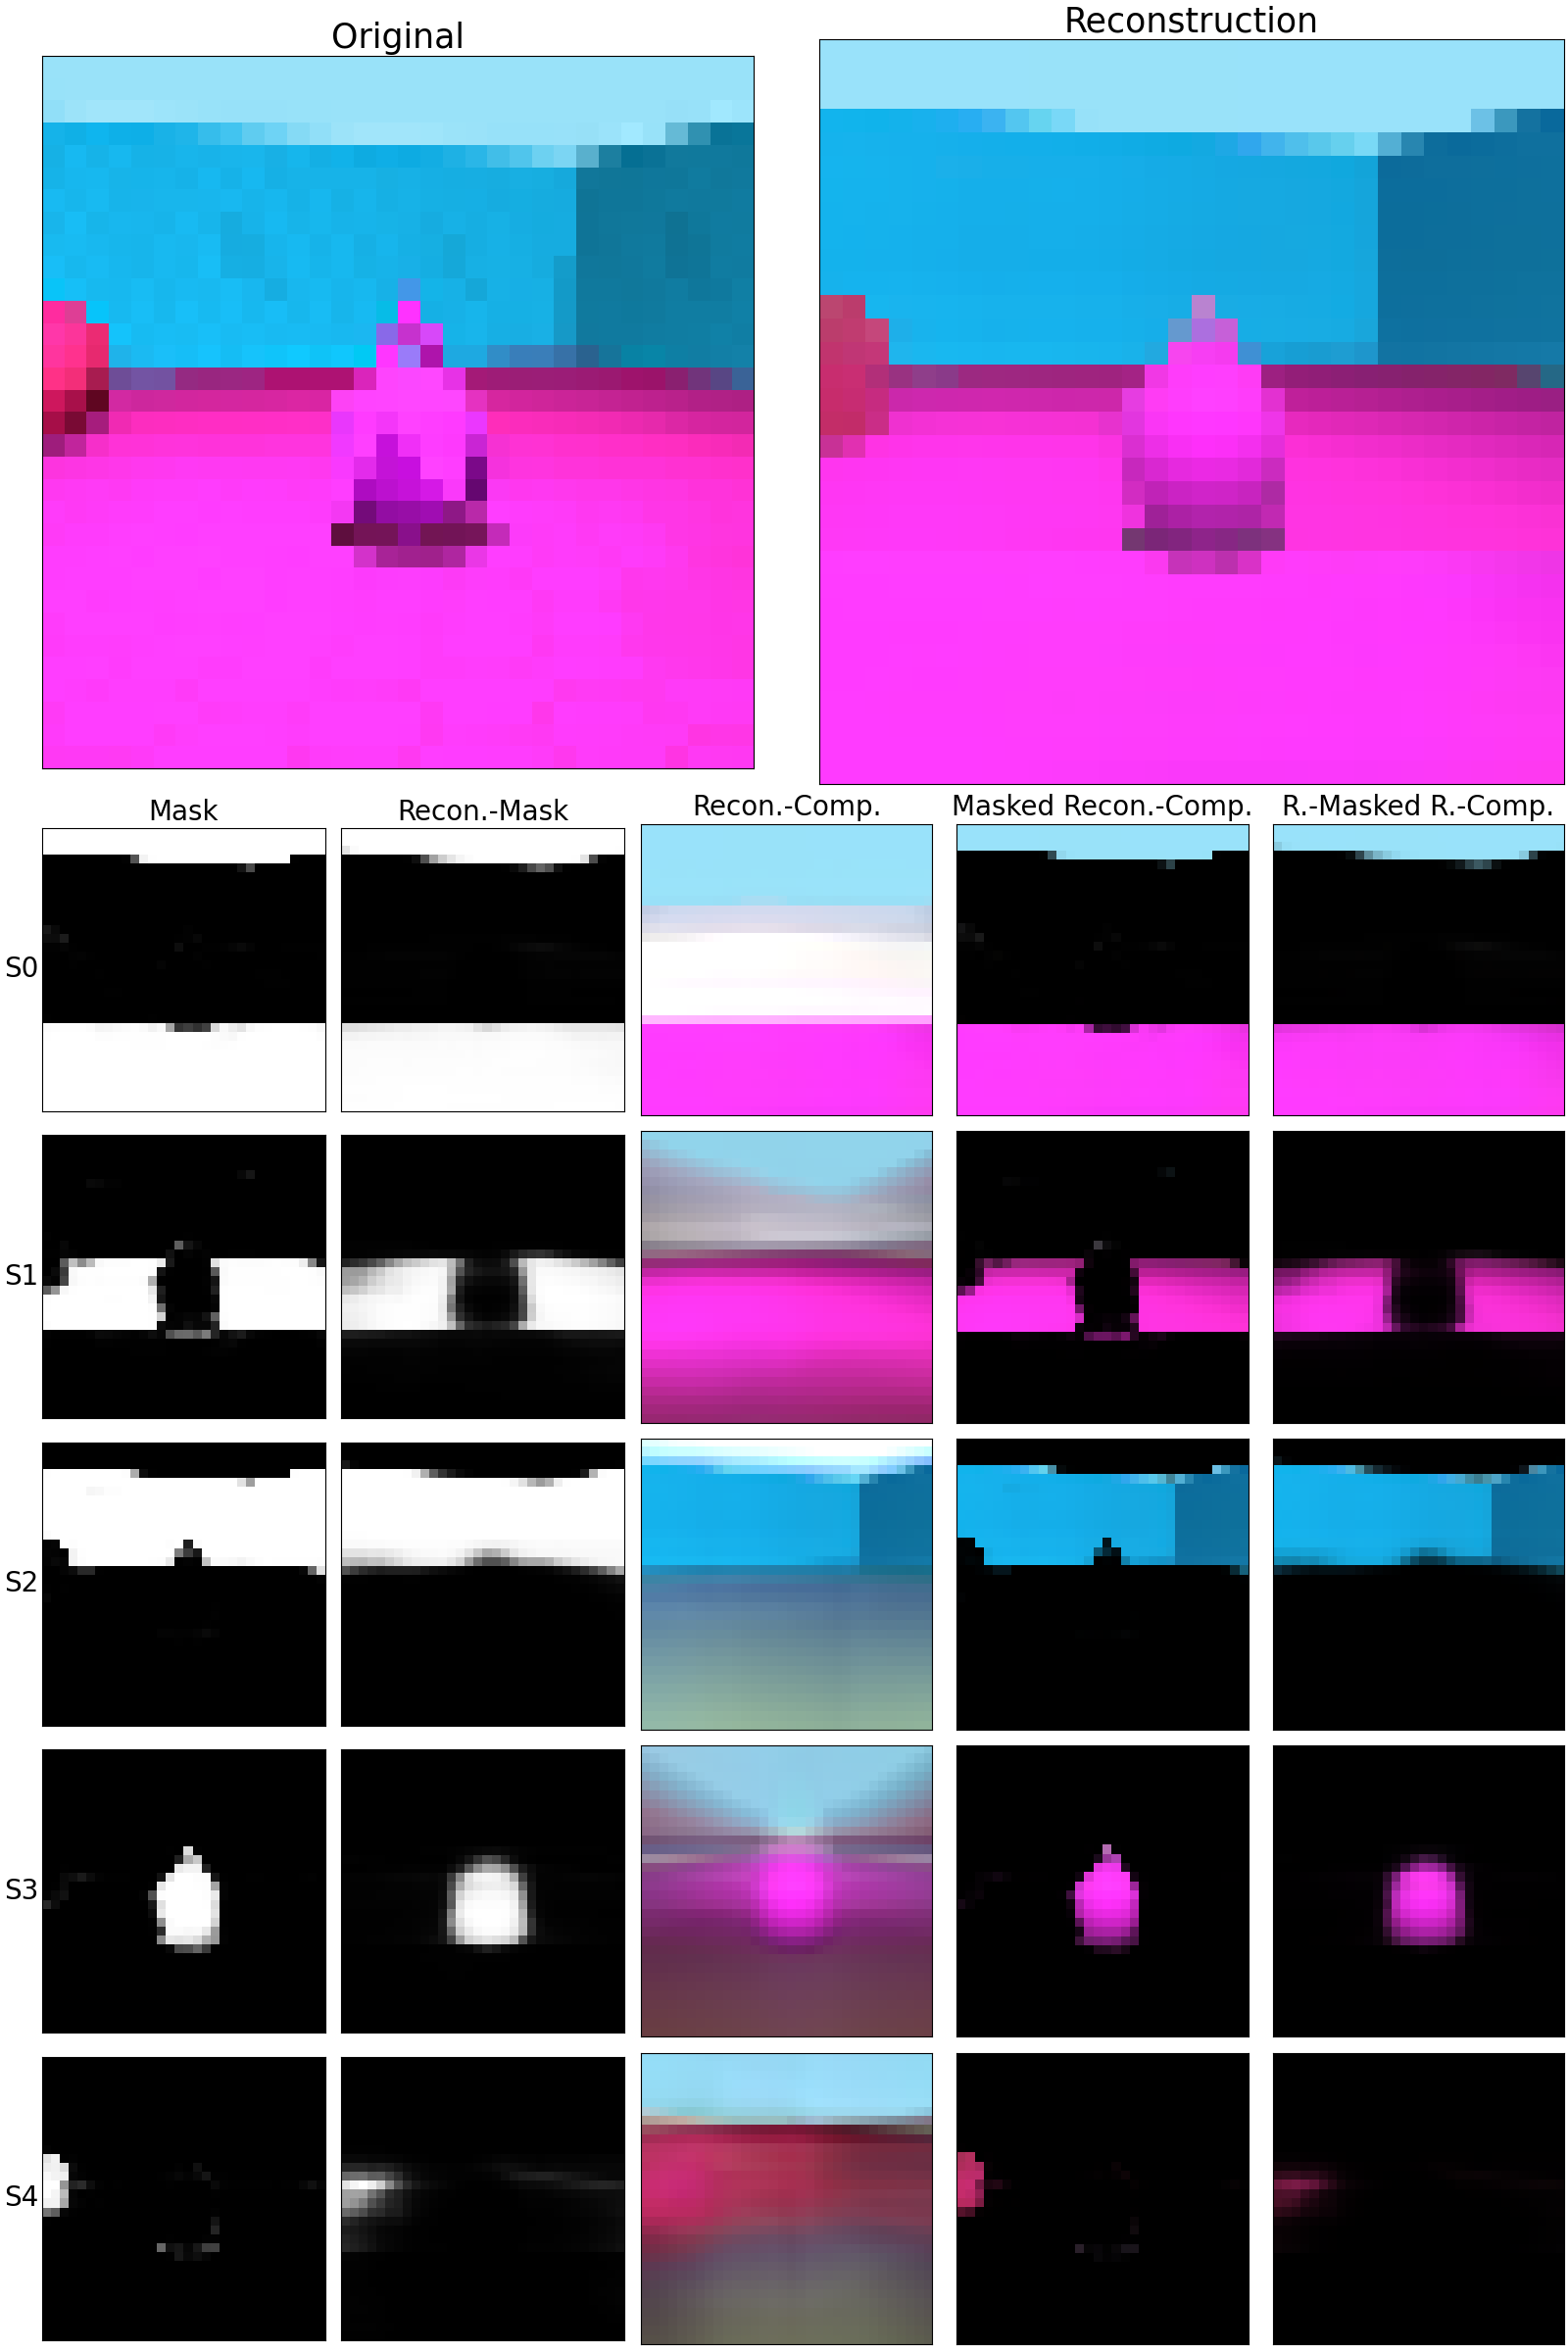 Original
Reconstruction
Mask
Recon.-Mask
Recon.-Comp.
Masked Recon.-Comp.
R.-Masked R.-Comp.
S0
S1
S2
S3
S4